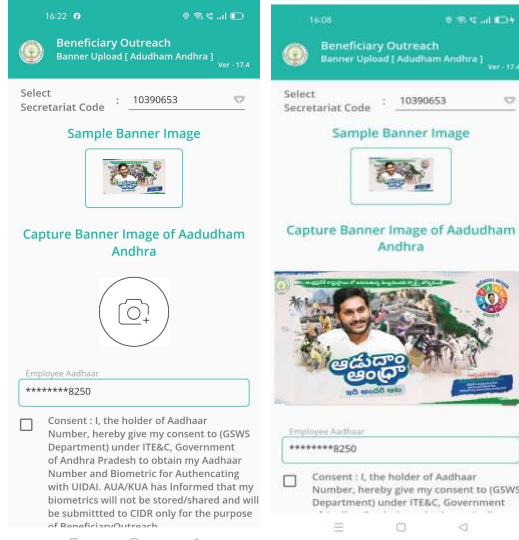 16:22
Beneficiary Outreach
Banner Upload [ Adudham Andhra ]
Ver - 17.4
Select
Secretariat Code : 10390653
Sample Banner Image
ఆడుదాం
ఆంధ్రా
Capture Banner Image of Aadudham
Andhra
Employee Aadhaar
********8250
Consent : I, the holder of Aadhaar
Number, hereby give my consent to (GSWS
Department) under ITE&C, Government
of Andhra Pradesh to obtain my Aadhaar
Number and Biometric for Authencating
with UIDAI. AUA/KUA has Informed that my
biometrics will not be stored/shared and will
be submittted to CIDR only for the purpose
of BeneficiaryOutreach
16:08
Beneficiary Outreach
Banner Upload [ Adudham Andhra ]
Ver - 17.4
Select
Secretariat Code : 10390653
Sample Banner Image
Capture Banner Image of Aadudham
Andhra
ఆడుదాం
ఆంధ్రా
ఇది అందరి ఆట
Employee Aadhaar
********8250
Consent : I, the holder of Aadhaar
Number, hereby give my consent to (GSWS
Department) under ITE&C, Government